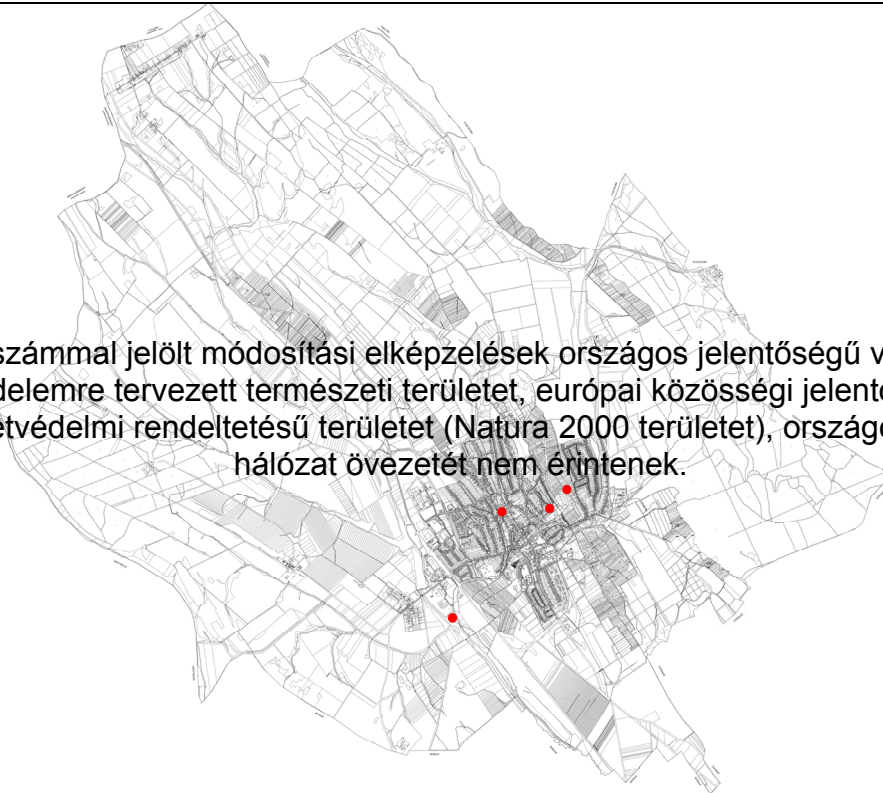 számmal jelölt módosítási elképzelések országos jelentőségű v
delemre tervezett természeti területet, európai közösségi jelent
etvédelmi rendeltetésű területet (Natura 2000 területet), országo
hálózat övezetét nem érintenek.